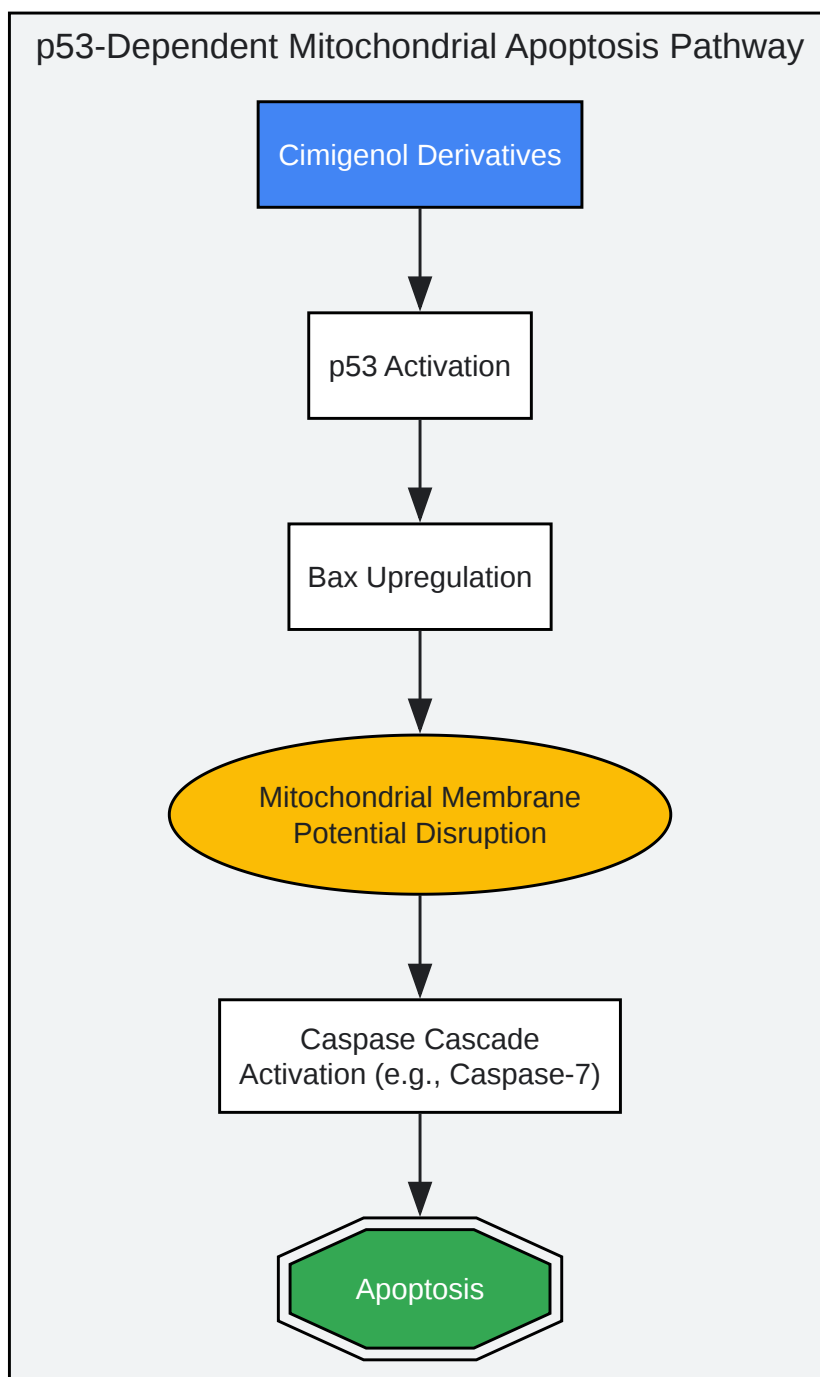 p53-Dependent Mitochondrial Apoptosis Pathway
Cimigenol Derivatives
p53 Activation
Bax Upregulation
Mitochondrial Membrane
Potential Disruption
Caspase Cascade
Activation (e.g., Caspase-7)
Apoptosis